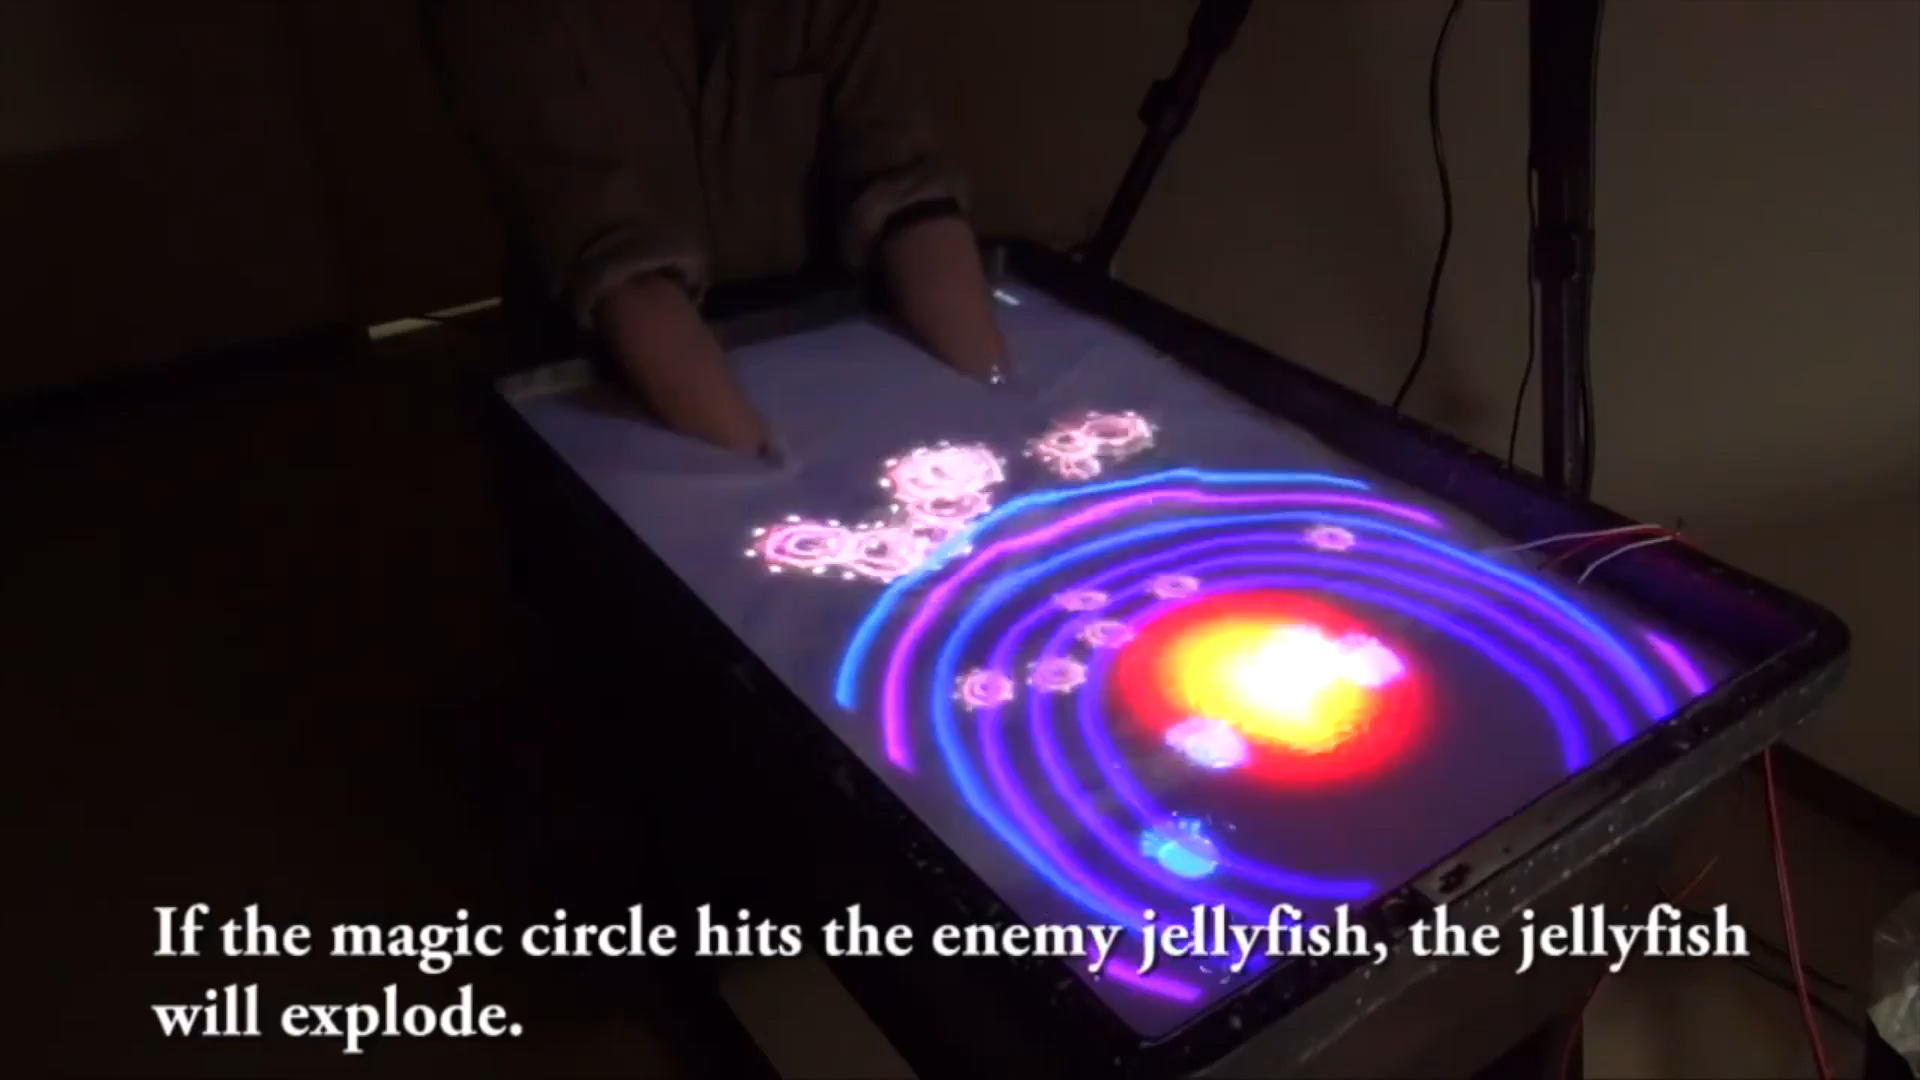 If the magic circle hits the enemy jellyfish, the jellyfish
will explode.